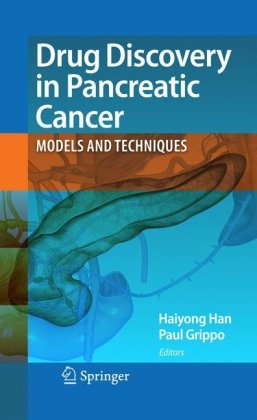 Drug Discovery
in Pancreatic
Cancer
MODELS AND TECHNIQUES
Haiyong Han
Paul Grippo
Editors
Springer